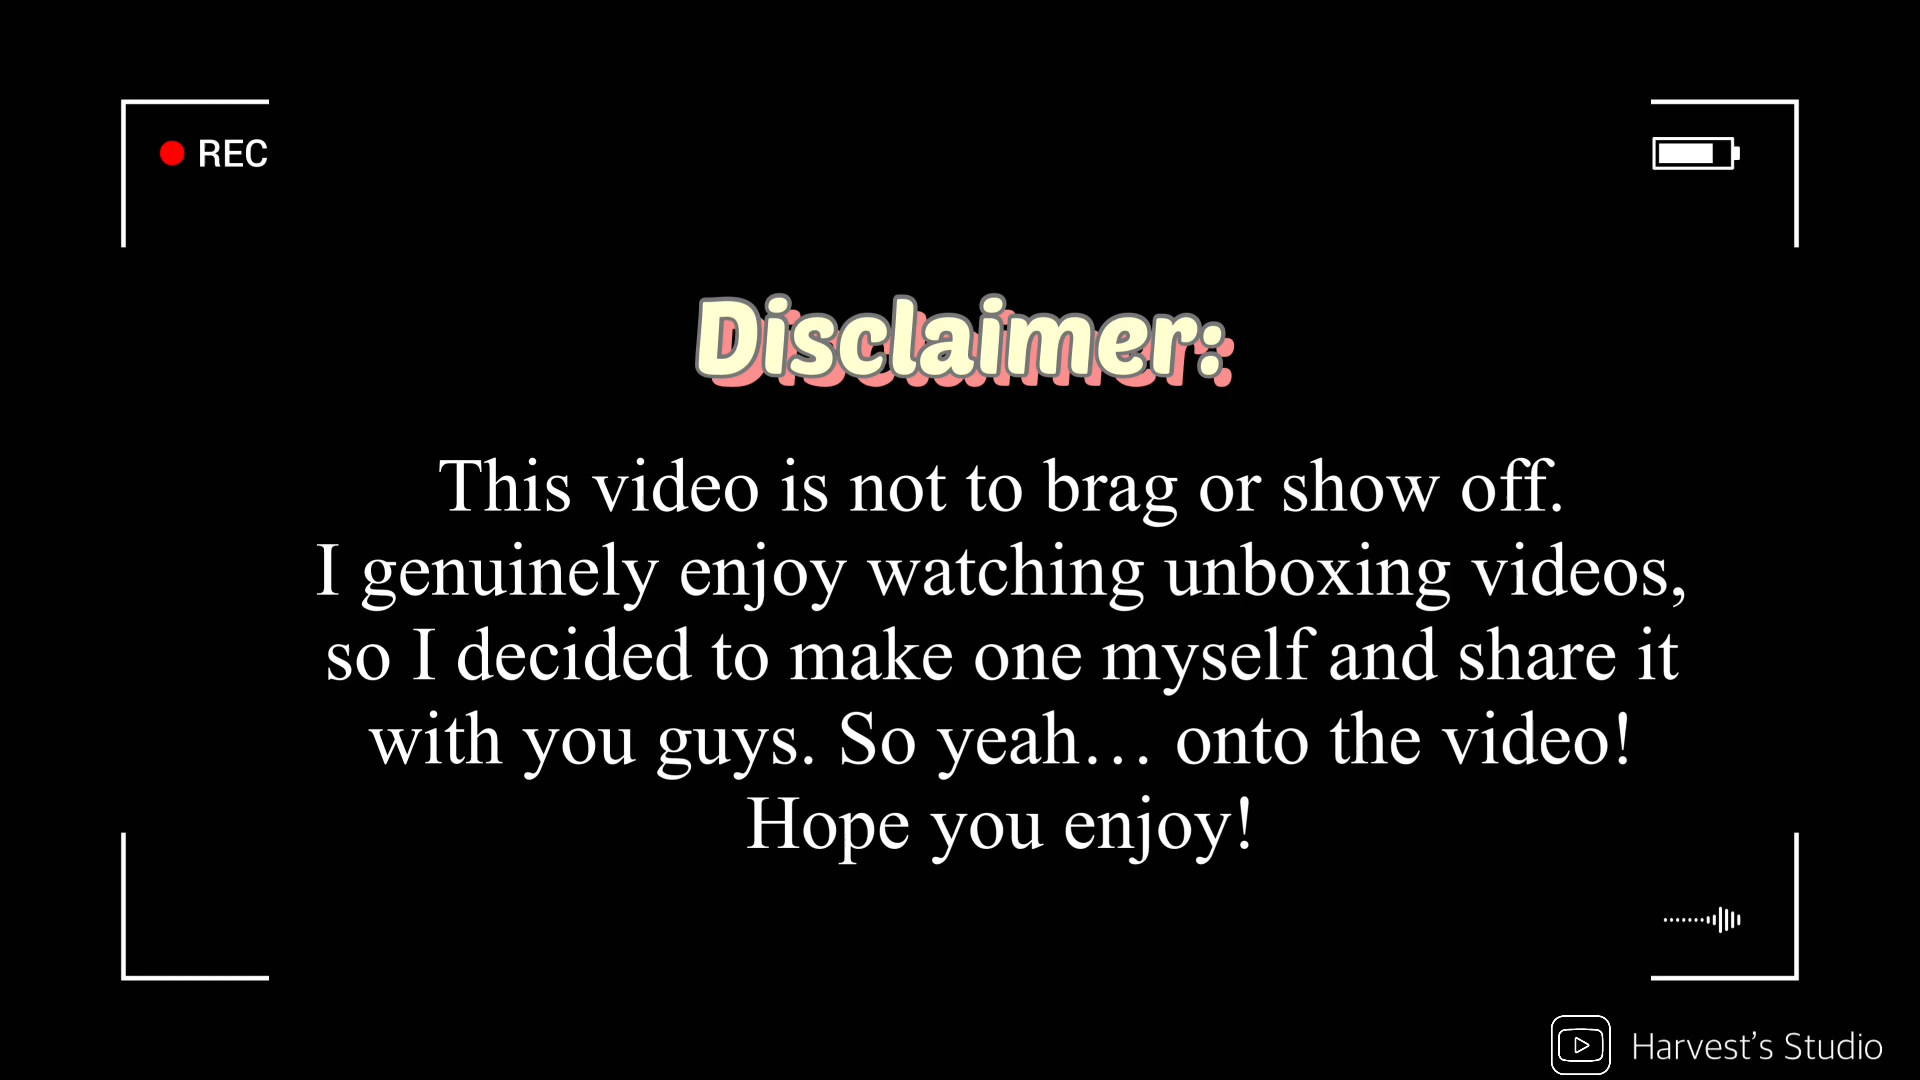 REC
Disclaimer:
This video is not to brag or show off.
I genuinely enjoy watching unboxing videos,
so I decided to make one myself and share it
with you guys. So yeah… onto the video!
Hope you enjoy!
Harvest’s Studio